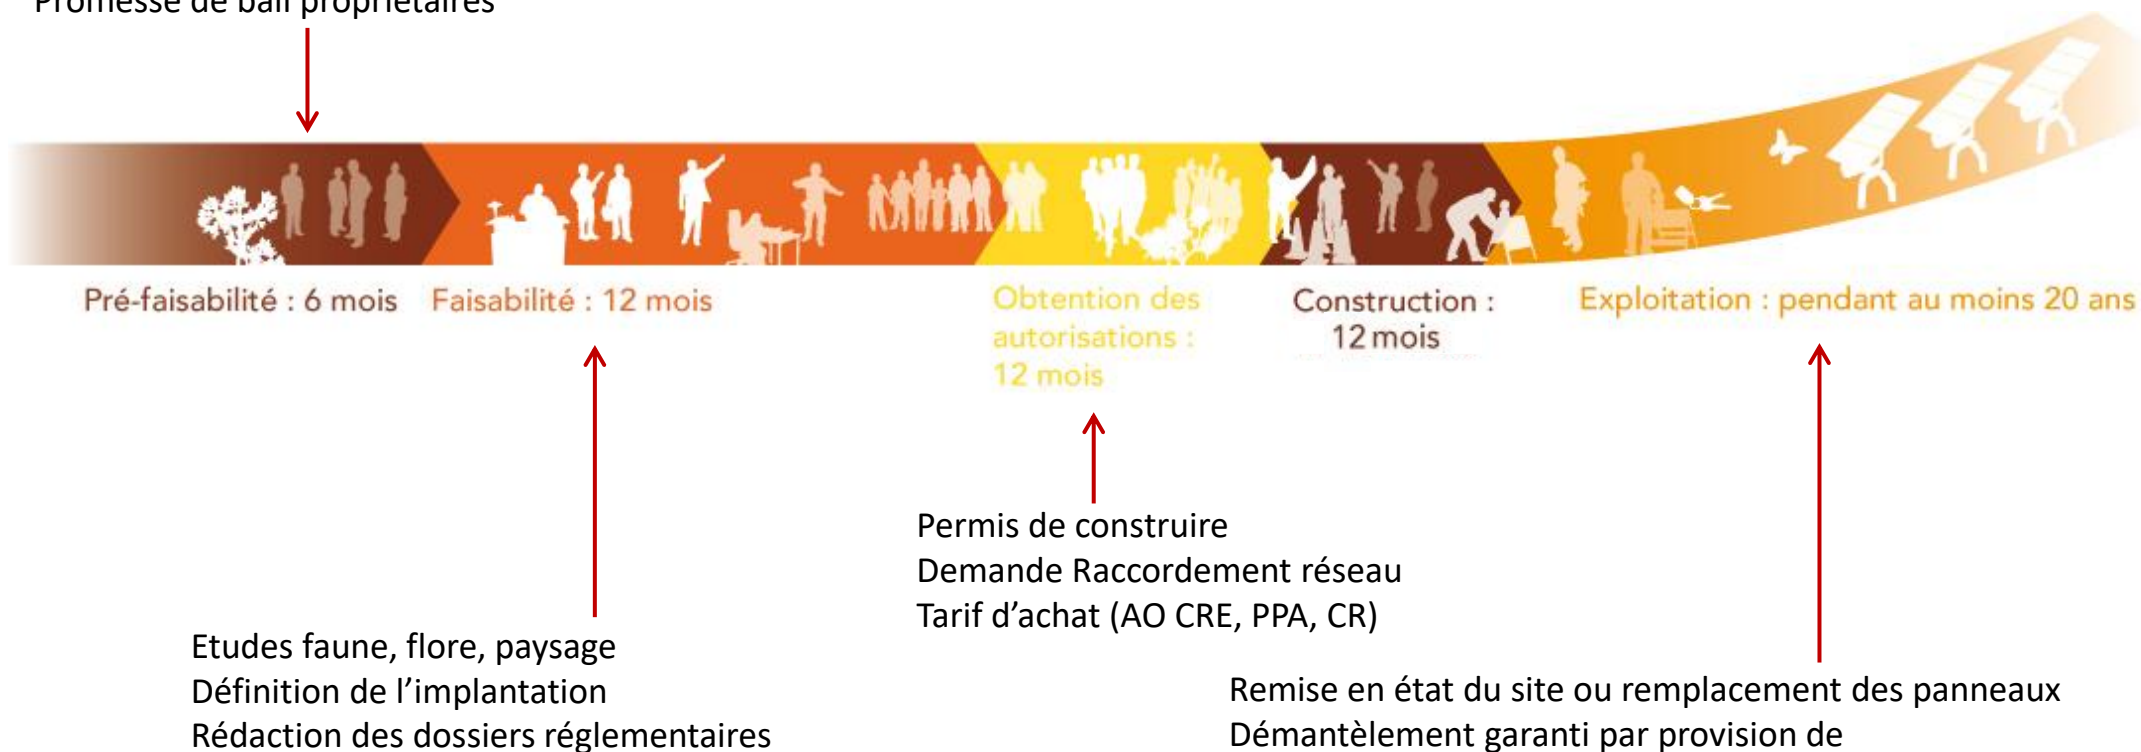 Promesse de bail propriétaires
Pré-faisabilité : 6 mois
Faisabilité : 12 mois
Obtention des
autorisations :
12 mois
Construction :
12 mois
Exploitation : pendant au moins 20 ans
Permis de construire
Demande Raccordement réseau
Tarif d’achat (AO CRE, PPA, CR)
Etudes faune, flore, paysage
Définition de l’implantation
Rédaction des dossiers réglementaires
Remise en état du site ou remplacement des panneaux
Démantèlement garanti par provision de